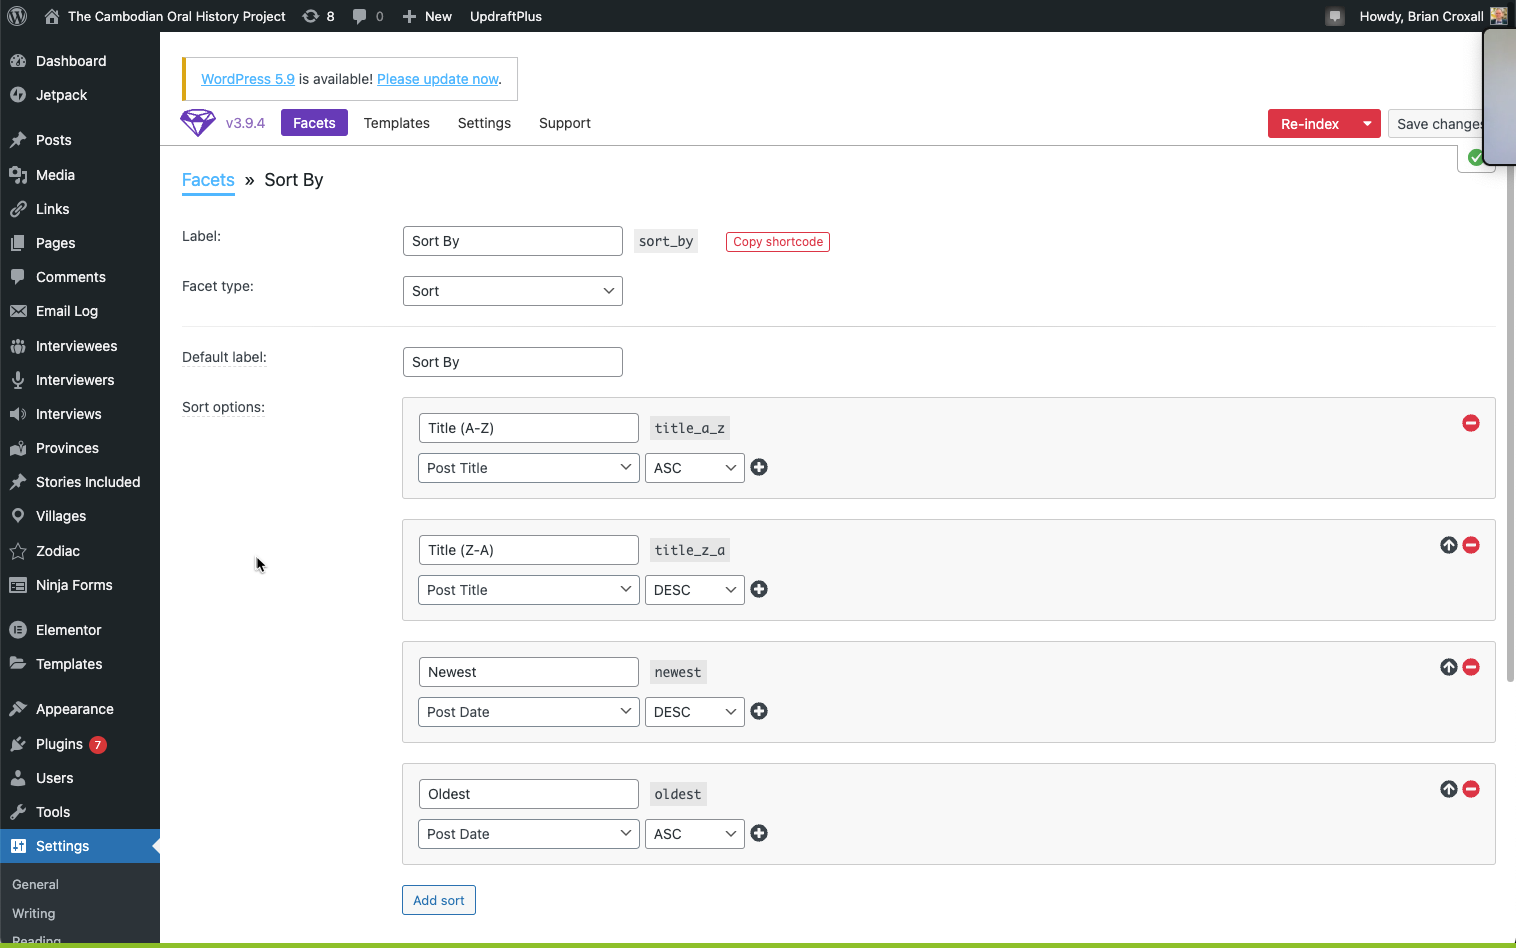 The Cambodian Oral History Project 8 0 New UpdraftPlus Howdy, Brian Croxall
Dashboard
Jetpack
Posts
Media
Links
Pages
Comments
Email Log
Interviewees
Interviewers
Interviews
Provinces
Stories Included
Villages
Zodiac
Ninja Forms
Elementor
Templates
Appearance
Plugins 7
Users
Tools
Settings
General
Writing
Reading
WordPress 5.9 is available! Please update now.
v3.9.4 Facets Templates Settings Support Re-index Save changes
Facets » Sort By
Label: Sort By sort_by Copy shortcode
Facet type: Sort
Default label: Sort By
Sort options:
Title (A-Z) title_a_z
Post Title ASC
Title (Z-A) title_z_a
Post Title DESC
Newest newest
Post Date DESC
Oldest oldest
Post Date ASC
Add sort